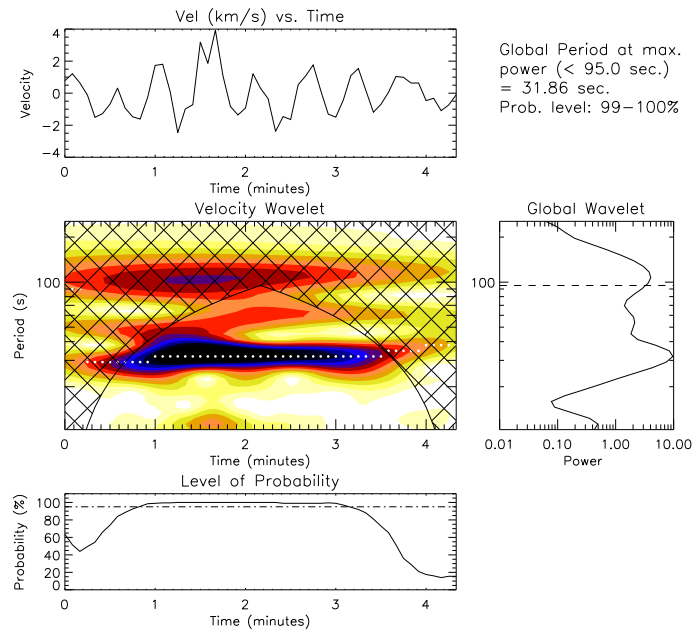 Vel (km/s) vs. Time
4
2
0
−2
−4
Velocity
0 1 2 3 4
Time (minutes)
Global Period at max.
power (< 95.0 sec.)
= 31.86 sec.
Prob. level: 99−100%
Velocity Wavelet
100
Period (s)
0 1 2 3 4
Time (minutes)
Global Wavelet
100
0.01 0.10 1.00 10.00
Power
Level of Probability
100
80
60
40
20
0
Probability (%)
0 1 2 3 4
Time (minutes)